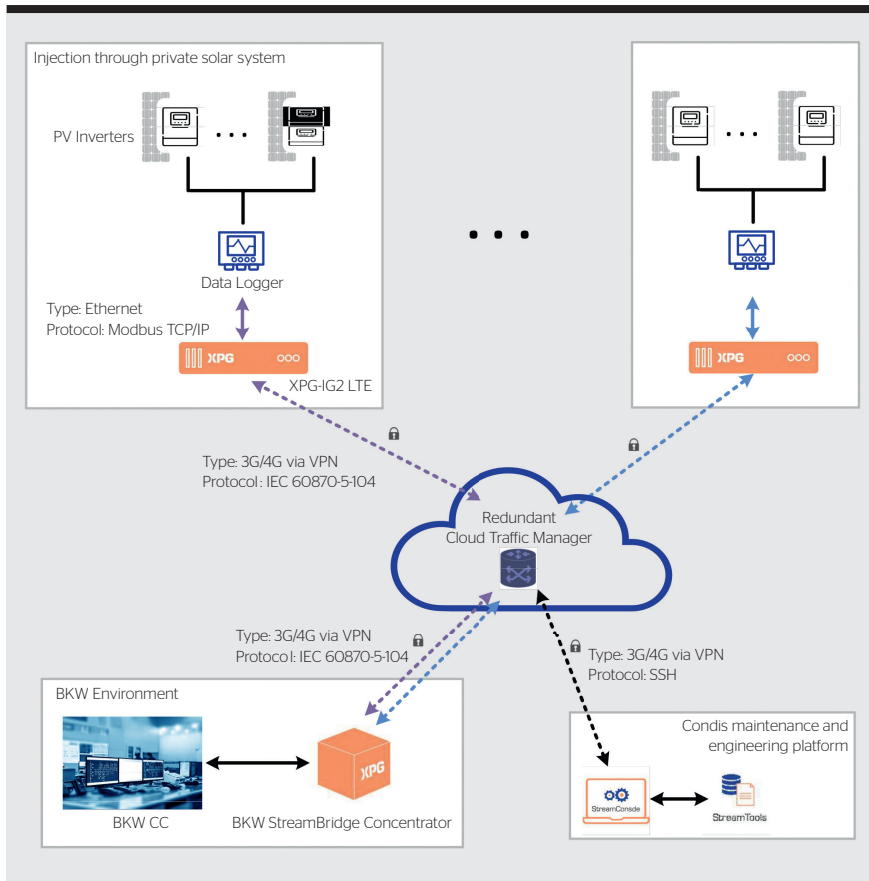 Injection through private solar system
PV Inverters
Data Logger
Type: Ethernet
Protocol: Modbus TCP/IP
XPG
XPG-IG2 LTE
XPG
Type: 3G/4G via VPN
Protocol: IEC 60870-5-104
Redundant
Cloud Traffic Manager
Type: 3G/4G via VPN
Protocol: IEC 60870-5-104
Type: 3G/4G via VPN
Protocol: SSH
BKW Environment
XPG
BKW CC
BKW StreamBridge Concentrator
Condis maintenance and
engineering platform
StreamConsde
StreamTools